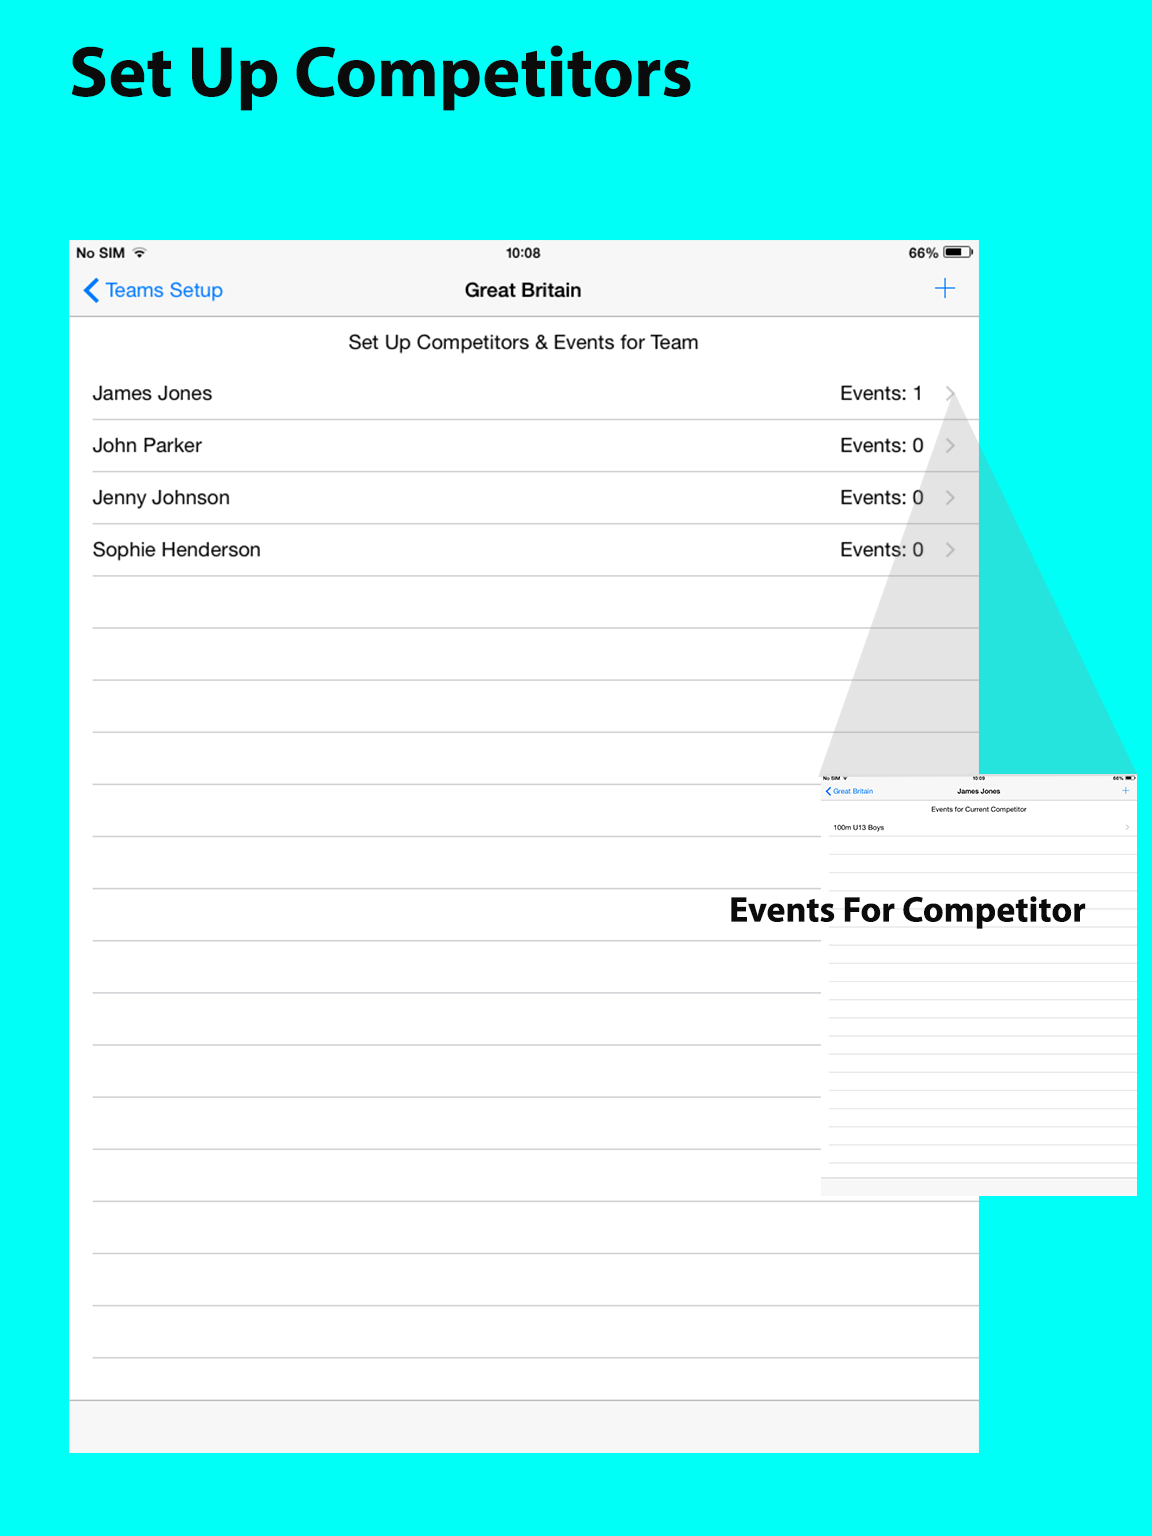 Set Up Competitors
No SIM 10:08 66%
Teams Setup Great Britain +
Set Up Competitors & Events for Team
James Jones Events: 1
John Parker Events: 0
Jenny Johnson Events: 0
Sophie Henderson Events: 0
No SIM 10:09 66%
Great Britain James Jones +
Events for Current Competitor
100m U13 Boys
Events For Competitor